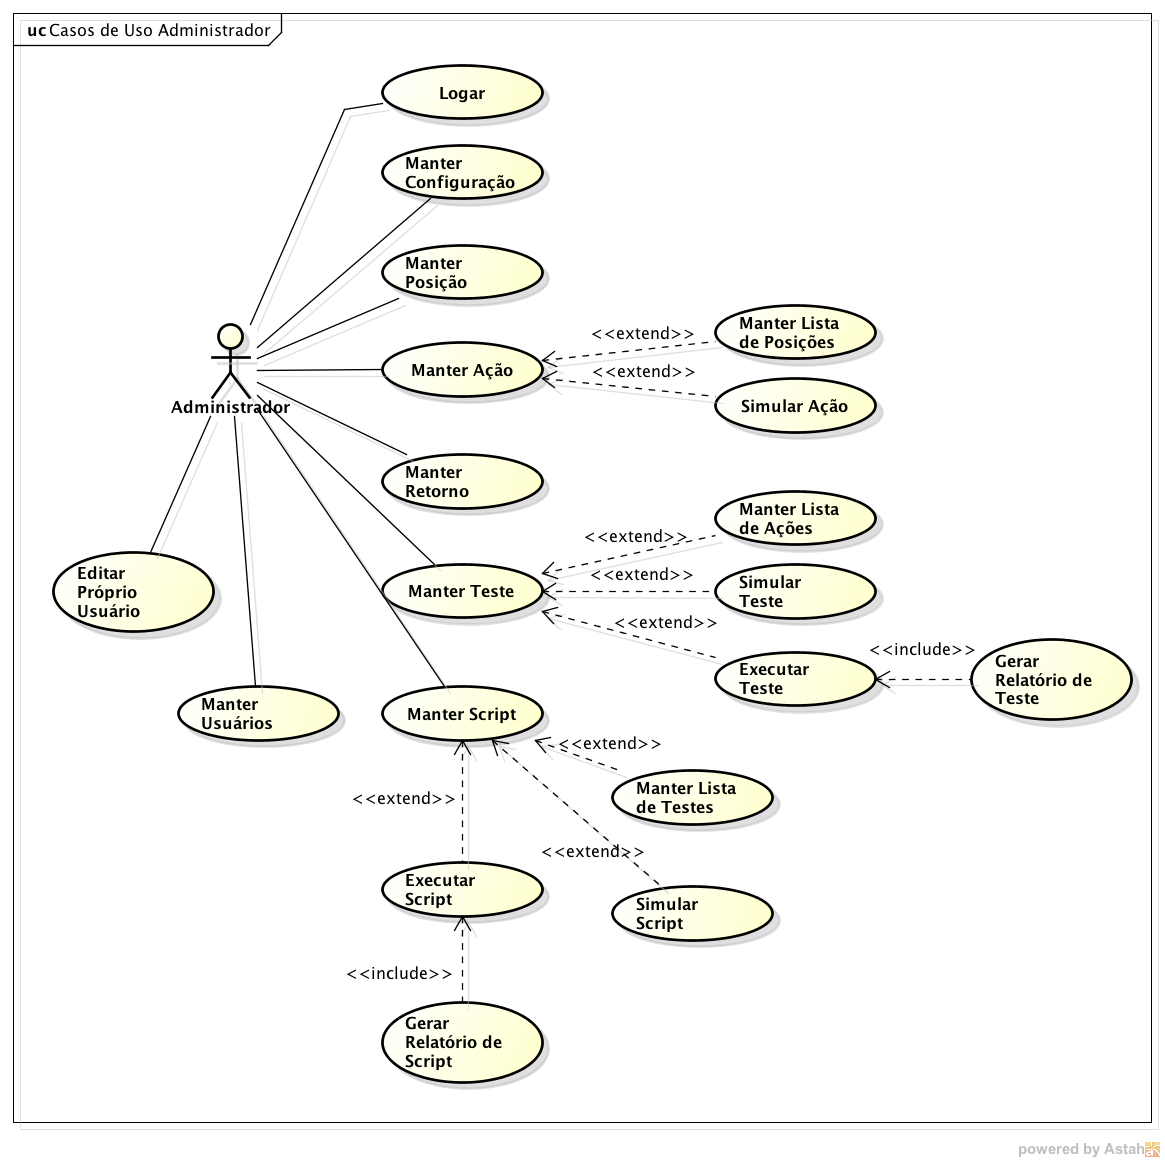 uc Casos de Uso Administrador
Logar
Manter
Configuração
Manter
Posição
Manter Lista
de Posições
<<extend>>
Manter Ação
<<extend>>
Simular Ação
Administrador
Manter
Retorno
Manter Lista
de Ações
<<extend>>
Editar
Próprio
Usuário
Manter Teste
<<extend>>
Simular
Teste
<<extend>>
Executar
Teste
<<include>>
Gerar
Relatório de
Teste
Manter
Usuários
Manter Script
<<extend>>
Manter Lista
de Testes
<<extend>>
<<extend>>
Executar
Script
Simular
Script
<<include>>
Gerar
Relatório de
Script
powered by Astah